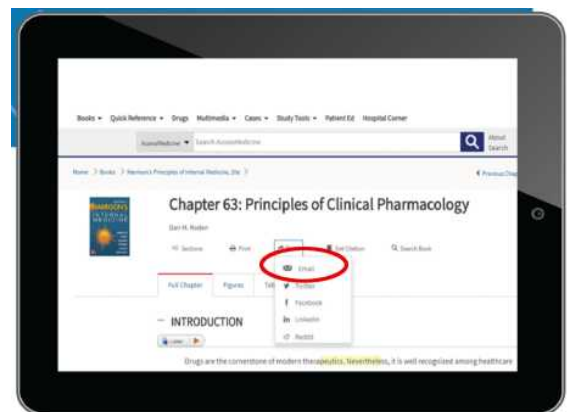 Books Quick Reference Drugs Multimedia Cases Study Tools Patient Ed Hospital Corner
AccessMedicine Search AccessMedicine About
Search
Home > Books > Harrison's Principles of Internal Medicine, 20e >
HARRISON'S
INTERNAL
MEDICINE
Chapter 63: Principles of Clinical Pharmacology
Dan M. Roden
Sections Print Get Citation Search Book
Email
Full Chapter Figures Twitter
Facebook
− INTRODUCTION in LinkedIn
Listen Reddit
Drugs are the cornerstone of modern therapeutics. Nevertheless, it is well recognized among healthcare